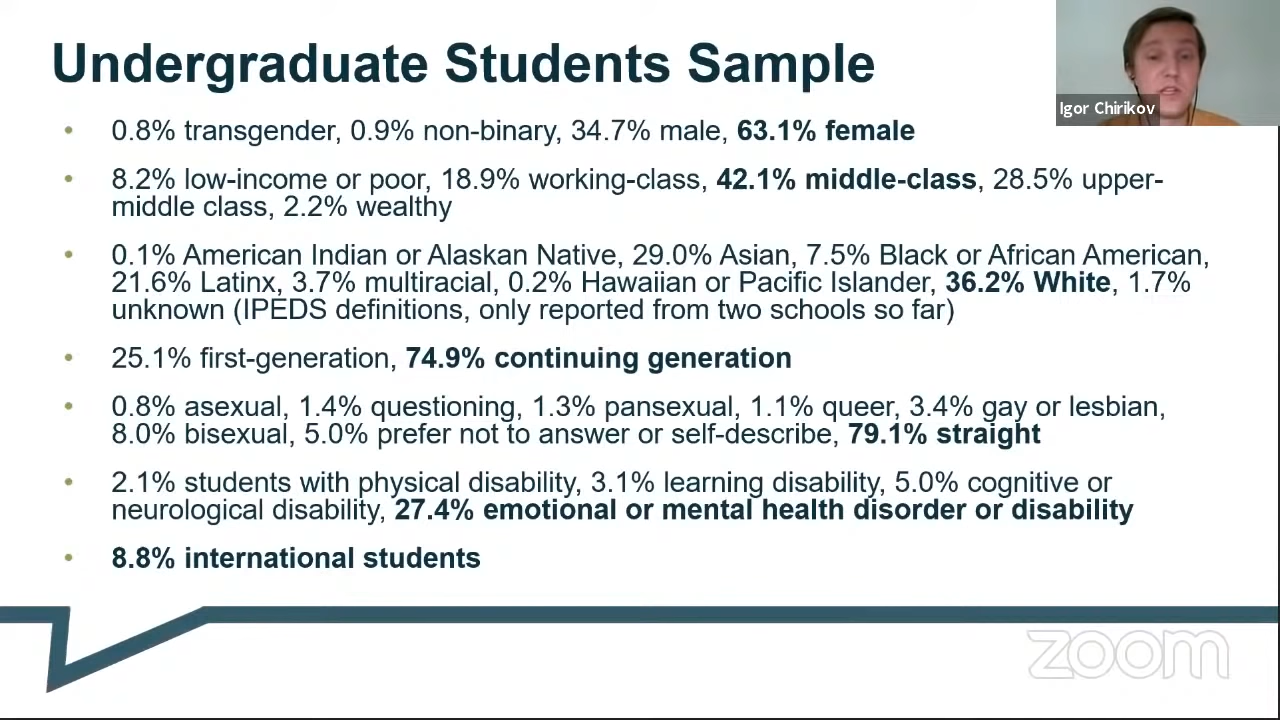 Undergraduate Students Sample
Igor Chirikov
• 0.8% transgender, 0.9% non-binary, 34.7% male, 63.1% female
• 8.2% low-income or poor, 18.9% working-class, 42.1% middle-class, 28.5% upper-
middle class, 2.2% wealthy
• 0.1% American Indian or Alaskan Native, 29.0% Asian, 7.5% Black or African American,
21.6% Latinx, 3.7% multiracial, 0.2% Hawaiian or Pacific Islander, 36.2% White, 1.7%
unknown (IPEDS definitions, only reported from two schools so far)
• 25.1% first-generation, 74.9% continuing generation
• 0.8% asexual, 1.4% questioning, 1.3% pansexual, 1.1% queer, 3.4% gay or lesbian,
8.0% bisexual, 5.0% prefer not to answer or self-describe, 79.1% straight
• 2.1% students with physical disability, 3.1% learning disability, 5.0% cognitive or
neurological disability, 27.4% emotional or mental health disorder or disability
• 8.8% international students
zoom